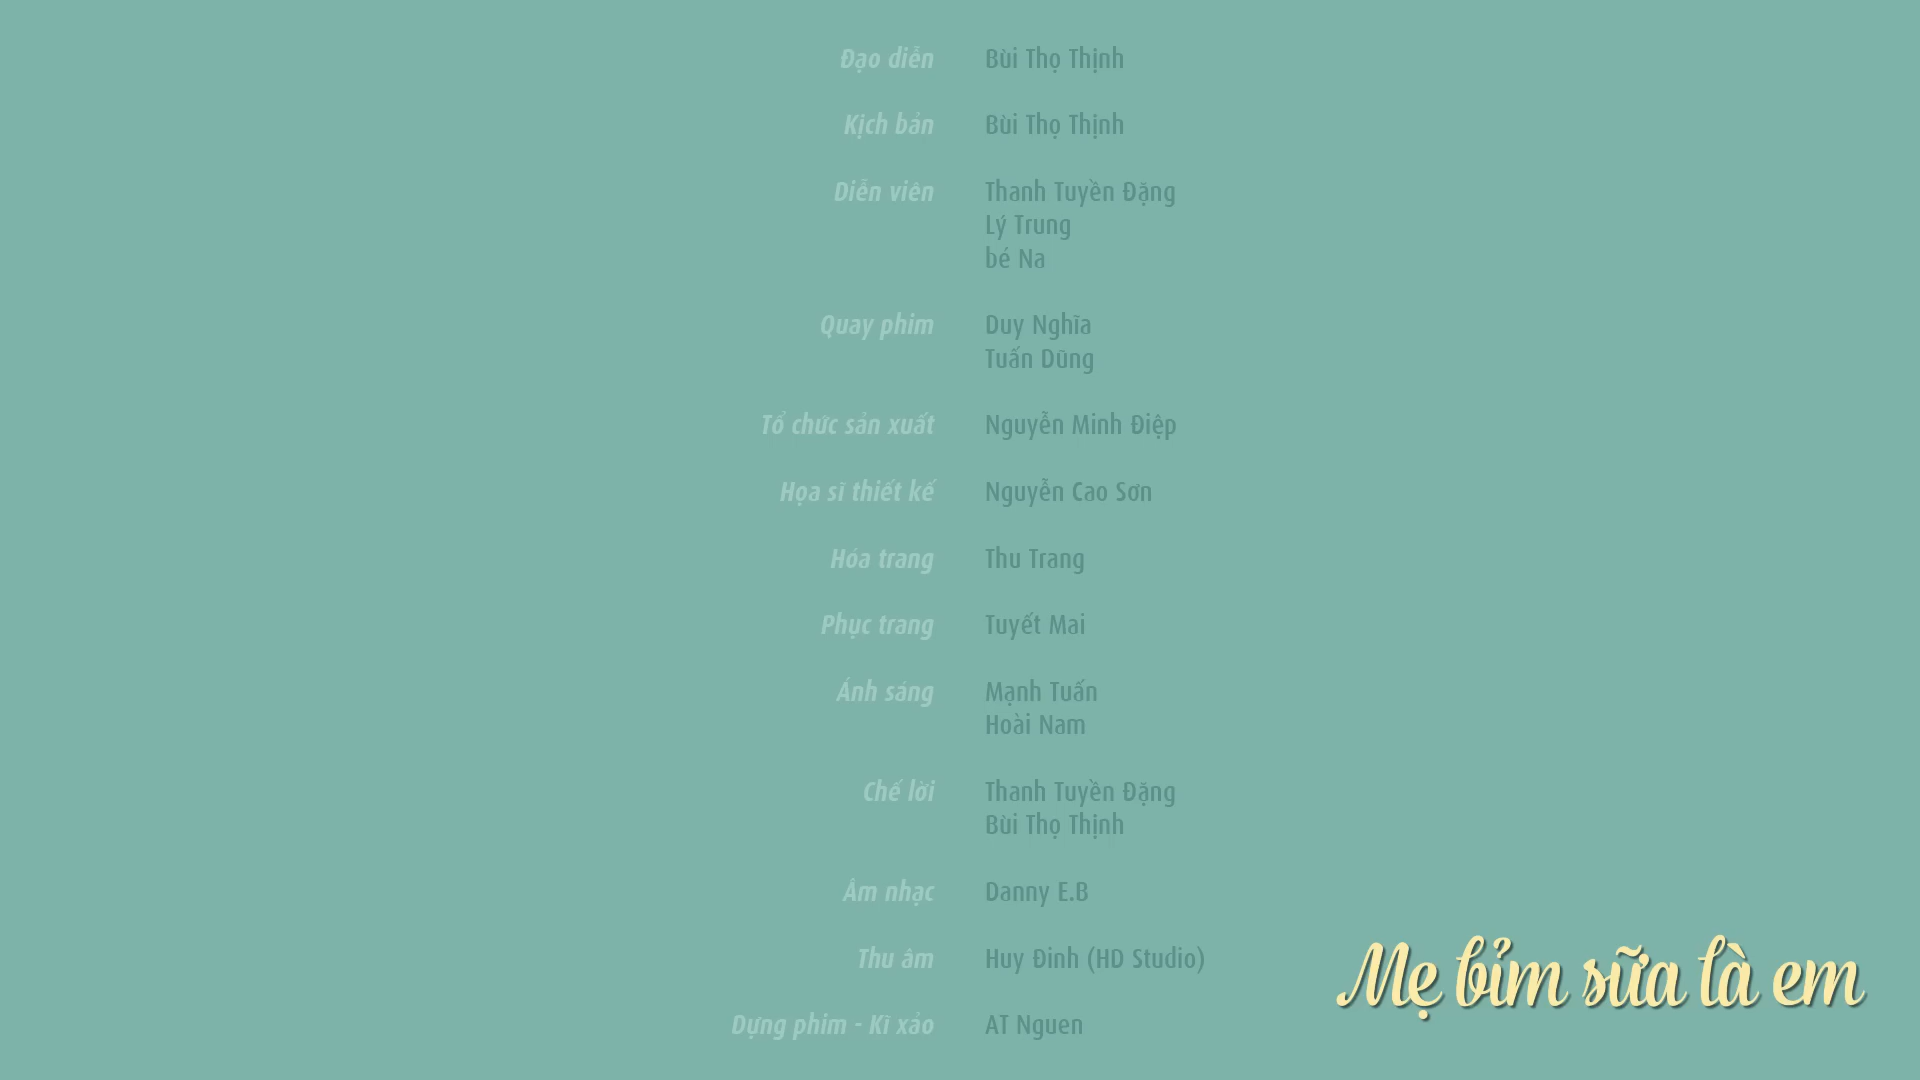 Đạo diễn Bùi Thọ Thịnh
Kịch bản Bùi Thọ Thịnh
Diễn viên Thanh Tuyền Đặng
Lý Trung
bé Na
Quay phim Duy Nghĩa
Tuấn Dũng
Tổ chức sản xuất Nguyễn Minh Điệp
Họa sĩ thiết kế Nguyễn Cao Sơn
Hóa trang Thu Trang
Phục trang Tuyết Mai
Ánh sáng Mạnh Tuấn
Hoài Nam
Chế lời Thanh Tuyền Đặng
Bùi Thọ Thịnh
Âm nhạc Danny E.B
Thu âm Huy Đinh (HD Studio)
Dựng phim - Kĩ xảo AT Nguen
Mẹ bỉm sữa là em